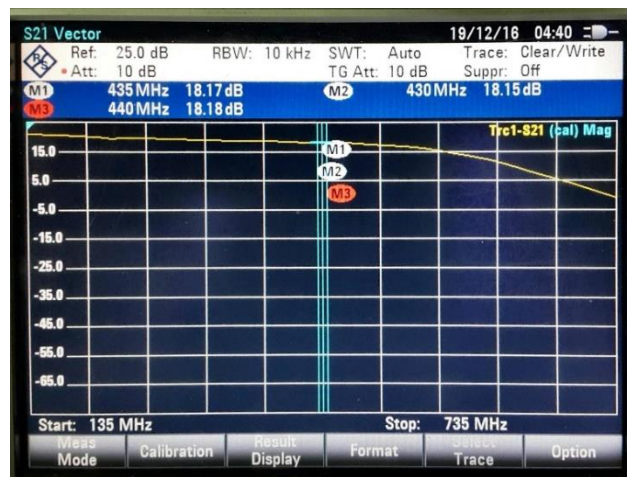 S21 Vector 19/12/16 04:40
Ref: 25.0 dB RBW: 10 kHz SWT: Auto Trace: Clear/Write
Att: 10 dB TG Att: 10 dB Suppr: Off
M1 435 MHz 18.17 dB M2 430 MHz 18.15 dB
M3 440 MHz 18.18 dB
Trc1-S21 (cal) Mag
15.0
M1
5.0
M2
-5.0
M3
-15.0
-25.0
-35.0
-45.0
-55.0
-65.0
Start: 135 MHz Stop: 735 MHz
Meas Mode
Calibration
Result Display
Format
Select Trace
Option